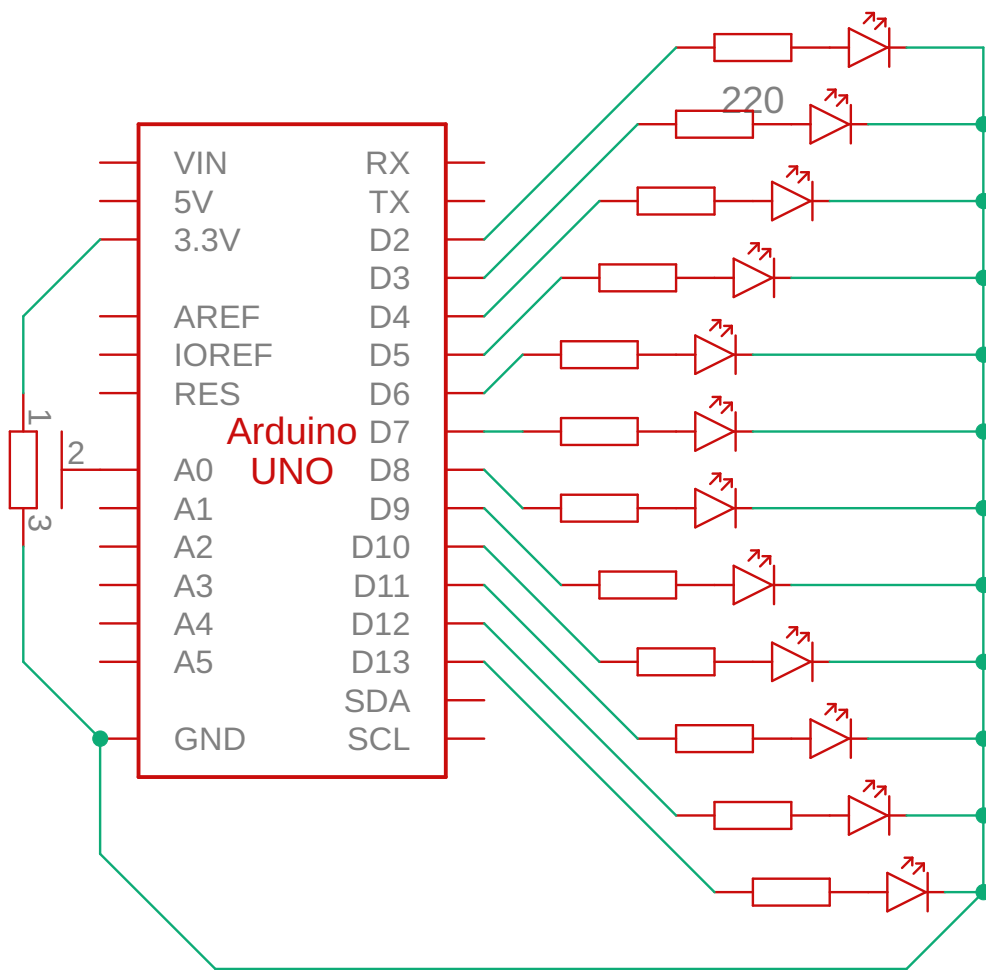 220
VIN
5V
3.3V
AREF
IOREF
RES
A0
A1
A2
A3
A4
A5
GND
Arduino
UNO
RX
TX
D2
D3
D4
D5
D6
D7
D8
D9
D10
D11
D12
D13
SDA
SCL
1
2
3